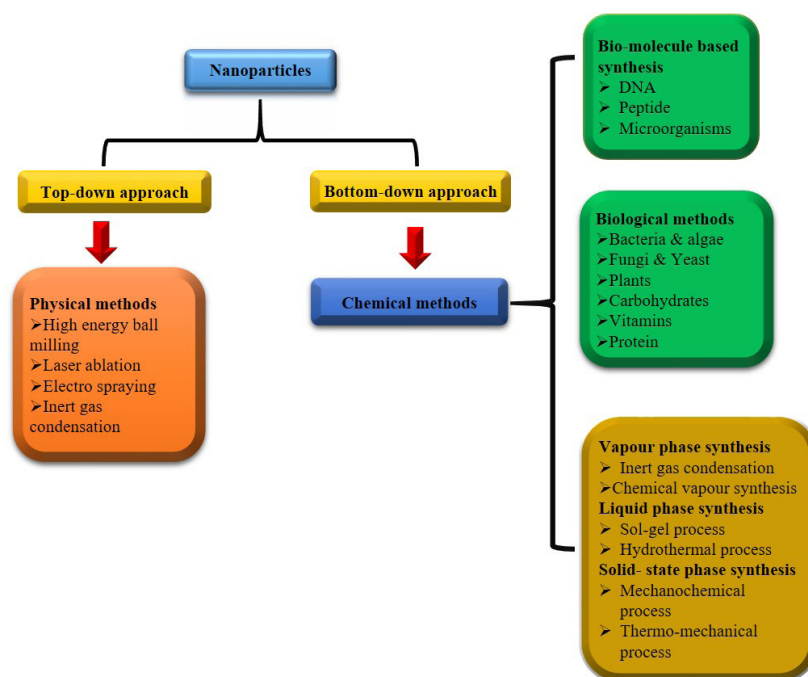 Nanoparticles
Top-down approach
Bottom-down approach
Physical methods
➢High energy ball
milling
➢Laser ablation
➢Electro spraying
➢Inert gas
condensation
Chemical methods
Bio-molecule based
synthesis
➢ DNA
➢ Peptide
➢ Microorganisms
Biological methods
➢Bacteria & algae
➢Fungi & Yeast
➢Plants
➢Carbohydrates
➢Vitamins
➢Protein
Vapour phase synthesis
➢ Inert gas condensation
➢Chemical vapour synthesis
Liquid phase synthesis
➢ Sol-gel process
➢ Hydrothermal process
Solid- state phase synthesis
➢ Mechanochemical
process
➢ Thermo-mechanical
process